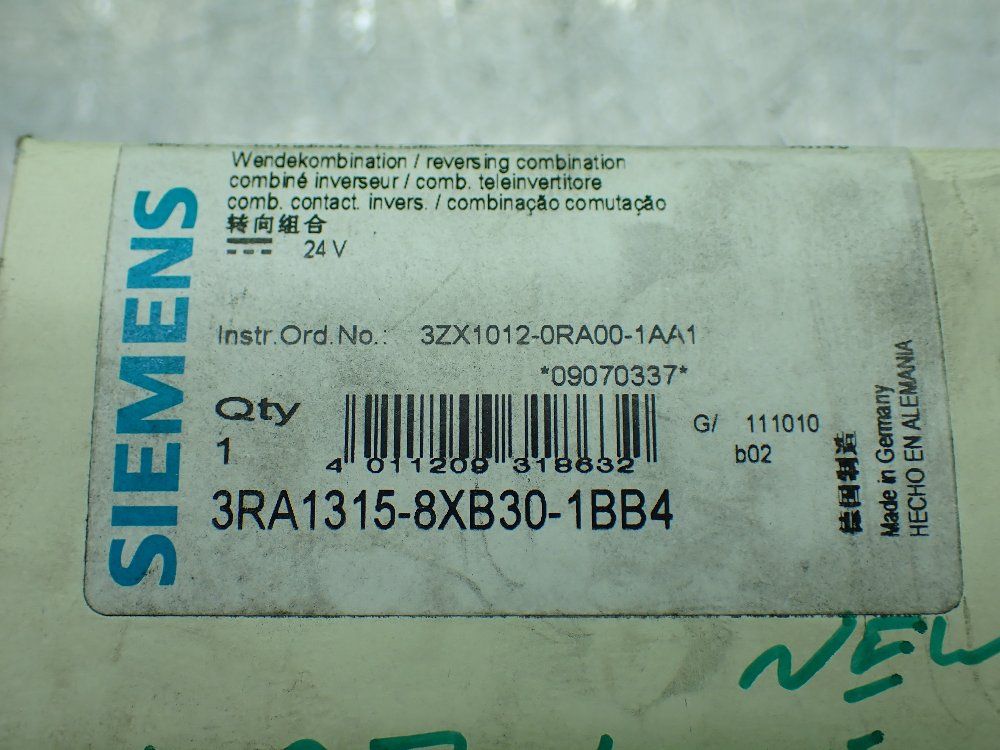 SIEMENS
Wendekombination / reversing combination
combiné inverseur / comb. teleinvertitore
comb. contact. invers. / combinação comutação
转向组合
24 V
Instr.Ord.No.: 3ZX1012-0RA00-1AA1
*09070337*
Qty
1
4 011209 318632
G/ 111010
b02
3RA1315-8XB30-1BB4
德国制造
Made in Germany
HECHO EN ALEMANIA
NEW